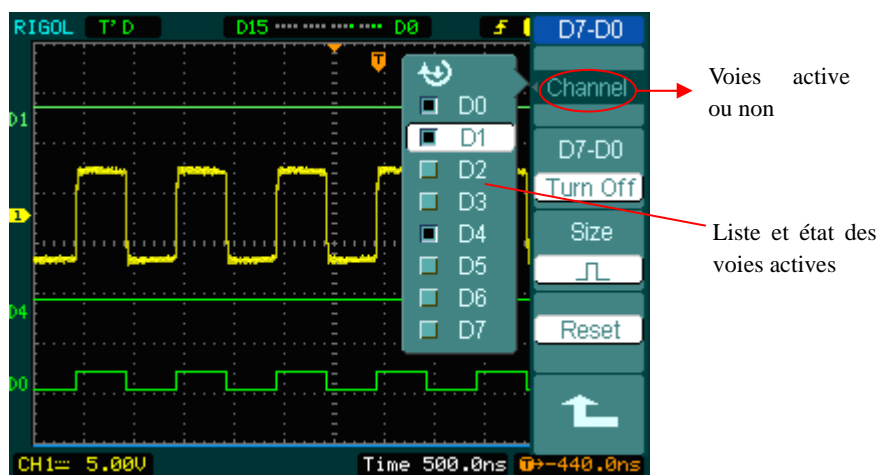 RIGOL T'D D15 D0 D7-D0
Channel
D0
D1
D2
D3
D4
D5
D6
D7
D7-D0
Turn Off
Size
Reset
D1
1
D4
D0
T
CH1 5.00V Time 500.0ns T→-440.0ns
Voies active
ou non
Liste et état des
voies actives